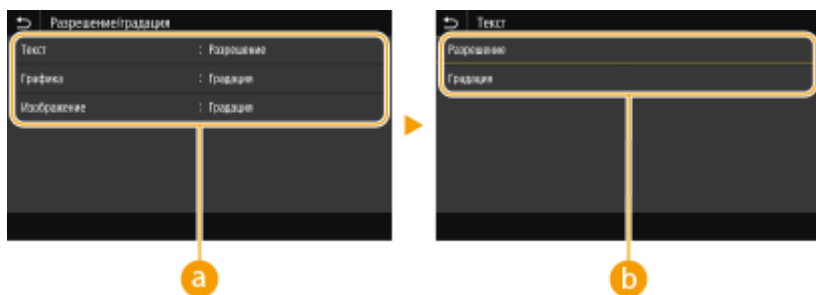 Разрешение/градация
Текст : Разрешение
Графика : Градация
Изображение : Градация
a
Текст
Разрешение
Градация
b